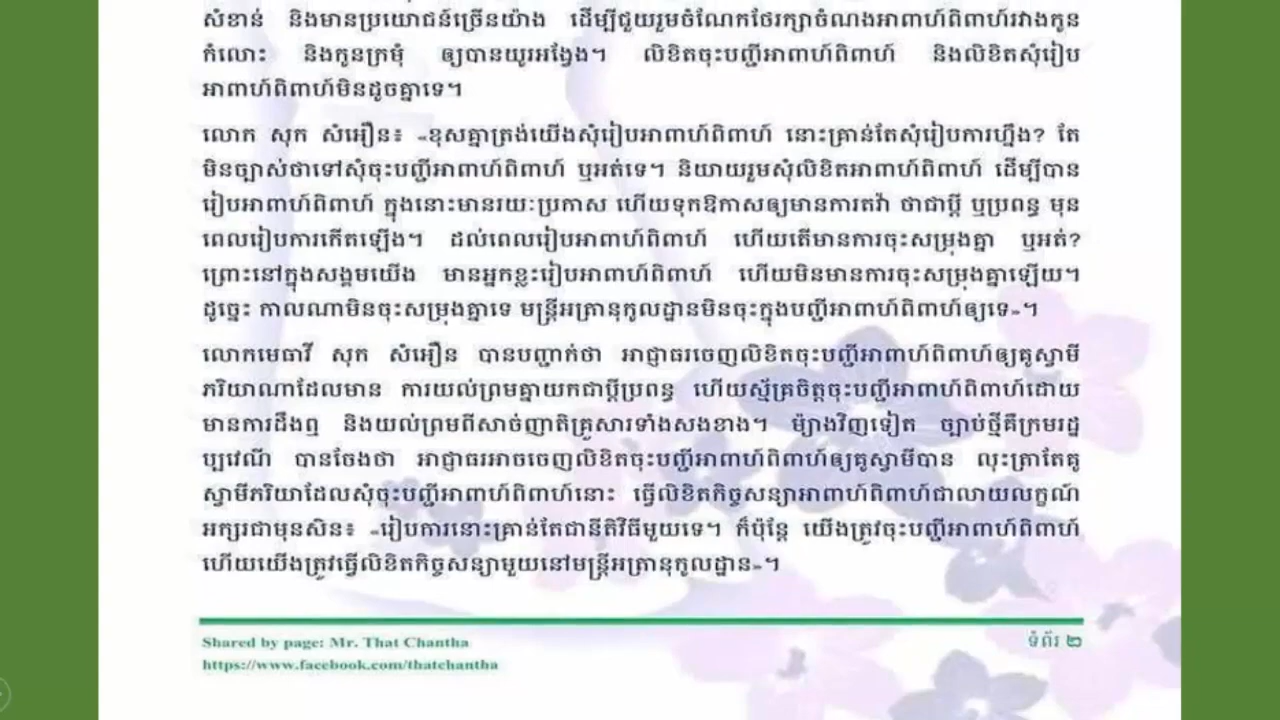 សំខាន់ និងមានប្រយោជន៍ច្រើនយ៉ាង ដើម្បីជួយរួមចំណែកថែរក្សាចំណងអាពាហ៍ពិពាហ៍រវាងកូន
កំលោះ និងកូនក្រមុំ ឲ្យបានយូរអង្វែង។ លិខិតចុះបញ្ជីអាពាហ៍ពិពាហ៍ និងលិខិតសុំរៀប
អាពាហ៍ពិពាហ៍មិនដូចគ្នាទេ។
លោក សុក សំអឿន៖ «ខុសគ្នាត្រង់យើងសុំរៀបអាពាហ៍ពិពាហ៍ នោះគ្រាន់តែសុំរៀបការហ្នឹង? តែ
មិនច្បាស់ថាទៅសុំចុះបញ្ជីអាពាហ៍ពិពាហ៍ ឬអត់ទេ។ និយាយរួមសុំលិខិតអាពាហ៍ពិពាហ៍ ដើម្បីបាន
រៀបអាពាហ៍ពិពាហ៍ ក្នុងនោះមានរយៈប្រកាស ហើយទុកឱកាសឲ្យមានការតវ៉ា ថាជាប្តី ឬប្រពន្ធ មុន
ពេលរៀបការកើតឡើង។ ដល់ពេលរៀបអាពាហ៍ពិពាហ៍ ហើយតើមានការចុះសម្រុងគ្នា ឬអត់?
ព្រោះនៅក្នុងសង្គមយើង មានអ្នកខ្លះរៀបអាពាហ៍ពិពាហ៍ ហើយមិនមានការចុះសម្រុងគ្នាឡើយ។
ដូច្នេះ កាលណាមិនចុះសម្រុងគ្នាទេ មន្ត្រីអត្រានុកូលដ្ឋានមិនចុះក្នុងបញ្ជីអាពាហ៍ពិពាហ៍ឲ្យទេ»។
លោកមេធាវី សុក សំអឿន បានបញ្ជាក់ថា អាជ្ញាធរចេញលិខិតចុះបញ្ជីអាពាហ៍ពិពាហ៍ឲ្យគូស្វាមី
ភរិយាណាដែលមាន ការយល់ព្រមគ្នាយកជាប្តីប្រពន្ធ ហើយស្ម័គ្រចិត្តចុះបញ្ជីអាពាហ៍ពិពាហ៍ដោយ
មានការដឹងឮ និងយល់ព្រមពីសាច់ញាតិគ្រួសារទាំងសងខាង។ ម៉្យាងវិញទៀត ច្បាប់ថ្មីគឺក្រមរដ្ឋ
ប្បវេណី បានចែងថា អាជ្ញាធរអាចចេញលិខិតចុះបញ្ជីអាពាហ៍ពិពាហ៍ឲ្យគូស្វាមីបាន លុះត្រាតែគូ
ស្វាមីភរិយាដែលសុំចុះបញ្ជីអាពាហ៍ពិពាហ៍នោះ ធ្វើលិខិតកិច្ចសន្យាអាពាហ៍ពិពាហ៍ជាលាយលក្ខណ៍
អក្សរជាមុនសិន៖ «រៀបការនោះគ្រាន់តែជានីតិវិធីមួយទេ។ ក៏ប៉ុន្តែ យើងត្រូវចុះបញ្ជីអាពាហ៍ពិពាហ៍
ហើយយើងត្រូវធ្វើលិខិតកិច្ចសន្យាមួយនៅមន្ត្រីអត្រានុកូលដ្ឋាន»។
Shared by page: Mr. That Chantha
ទំព័រ ២
https://www.facebook.com/thatchantha